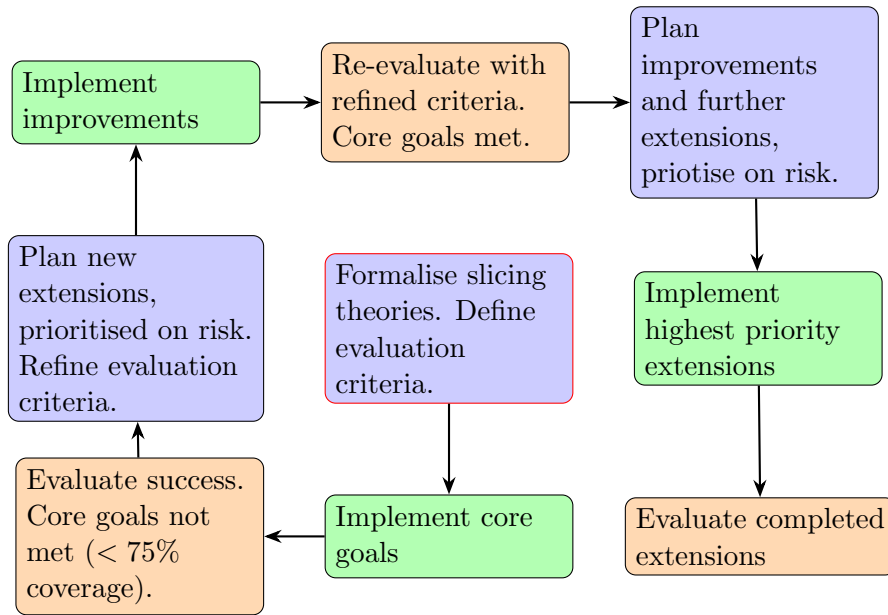 Implement
improvements
Re-evaluate with
refined criteria.
Core goals met.
Plan
improvements
and further
extensions,
priotise on risk.
Plan new
extensions,
prioritised on risk.
Refine evaluation
criteria.
Formalise slicing
theories. Define
evaluation
criteria.
Implement
highest priority
extensions
Evaluate success.
Core goals not
met (< 75%
coverage).
Implement core
goals
Evaluate completed
extensions